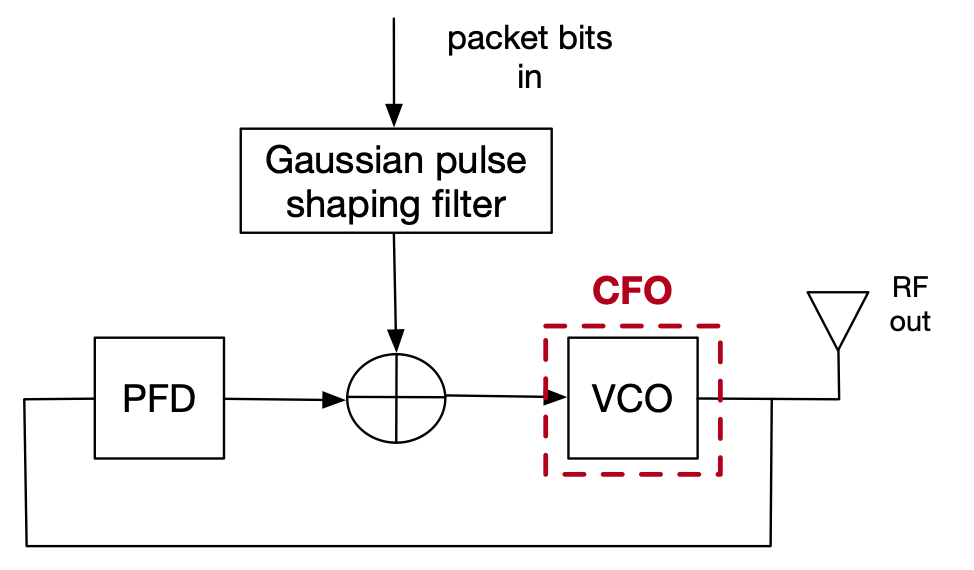 packet bits
in
Gaussian pulse
shaping filter
CFO
RF
out
PFD
VCO